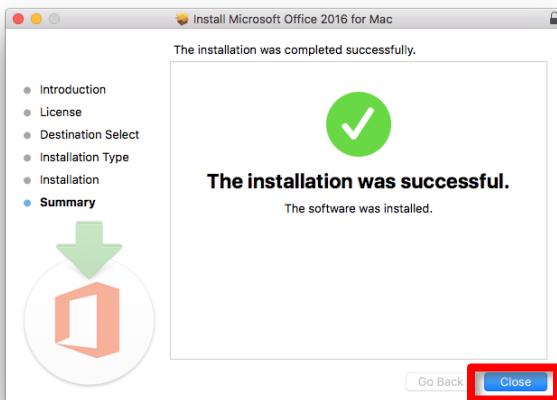 Install Microsoft Office 2016 for Mac
The installation was completed successfully.
Introduction
License
Destination Select
Installation Type
Installation
Summary
The installation was successful.
The software was installed.
Go Back
Close